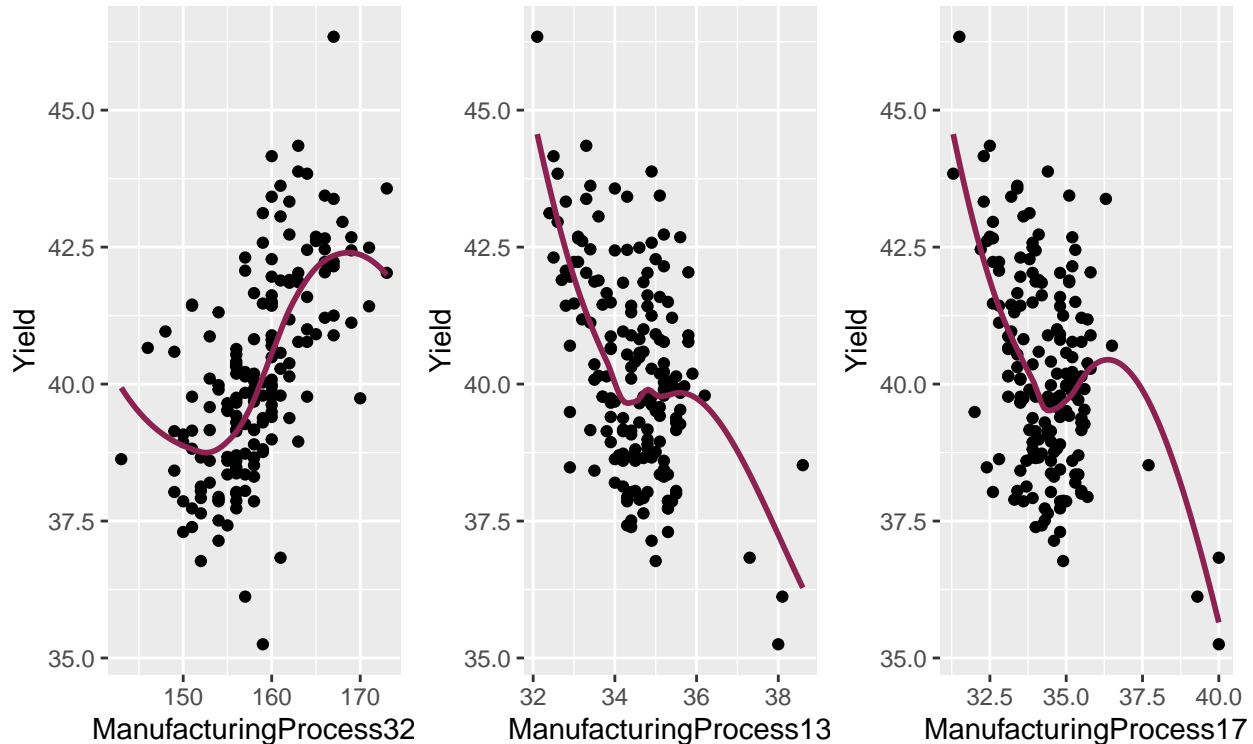 Yield
45.0
42.5
40.0
37.5
35.0
150 160 170
ManufacturingProcess32
Yield
45.0
42.5
40.0
37.5
35.0
32 34 36 38
ManufacturingProcess13
Yield
45.0
42.5
40.0
37.5
35.0
32.5 35.0 37.5 40.0
ManufacturingProcess17